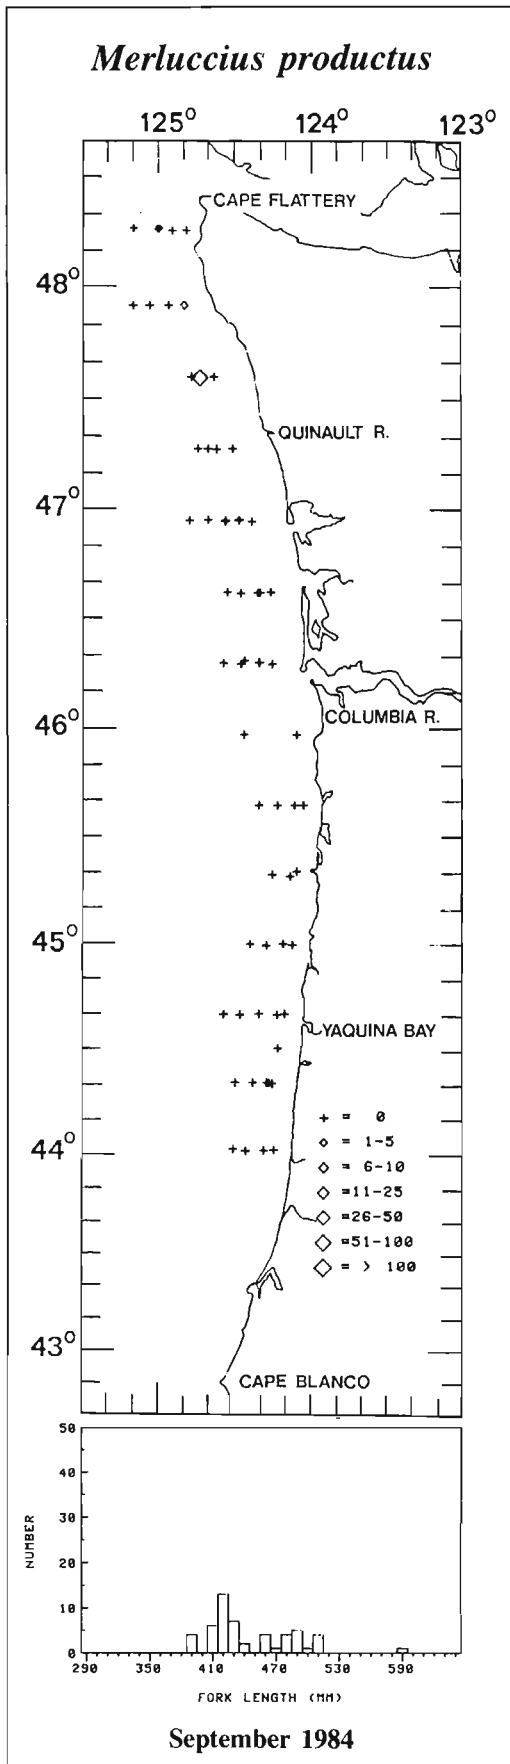 Merluccius productus
125° 124° 123°
CAPE FLATTERY
48°
QUINAULT R.
47°
46°
COLUMBIA R.
45°
YAQUINA BAY
+ = 0
◇ = 1-5
◇ = 6-10
44°
◇ =11-25
◇ =26-50
◇ =51-100
◇ = > 100
43°
CAPE BLANCO
50
40
30
20
10
0
NUMBER
290 350 410 470 530 590
FORK LENGTH (MM)
September 1984